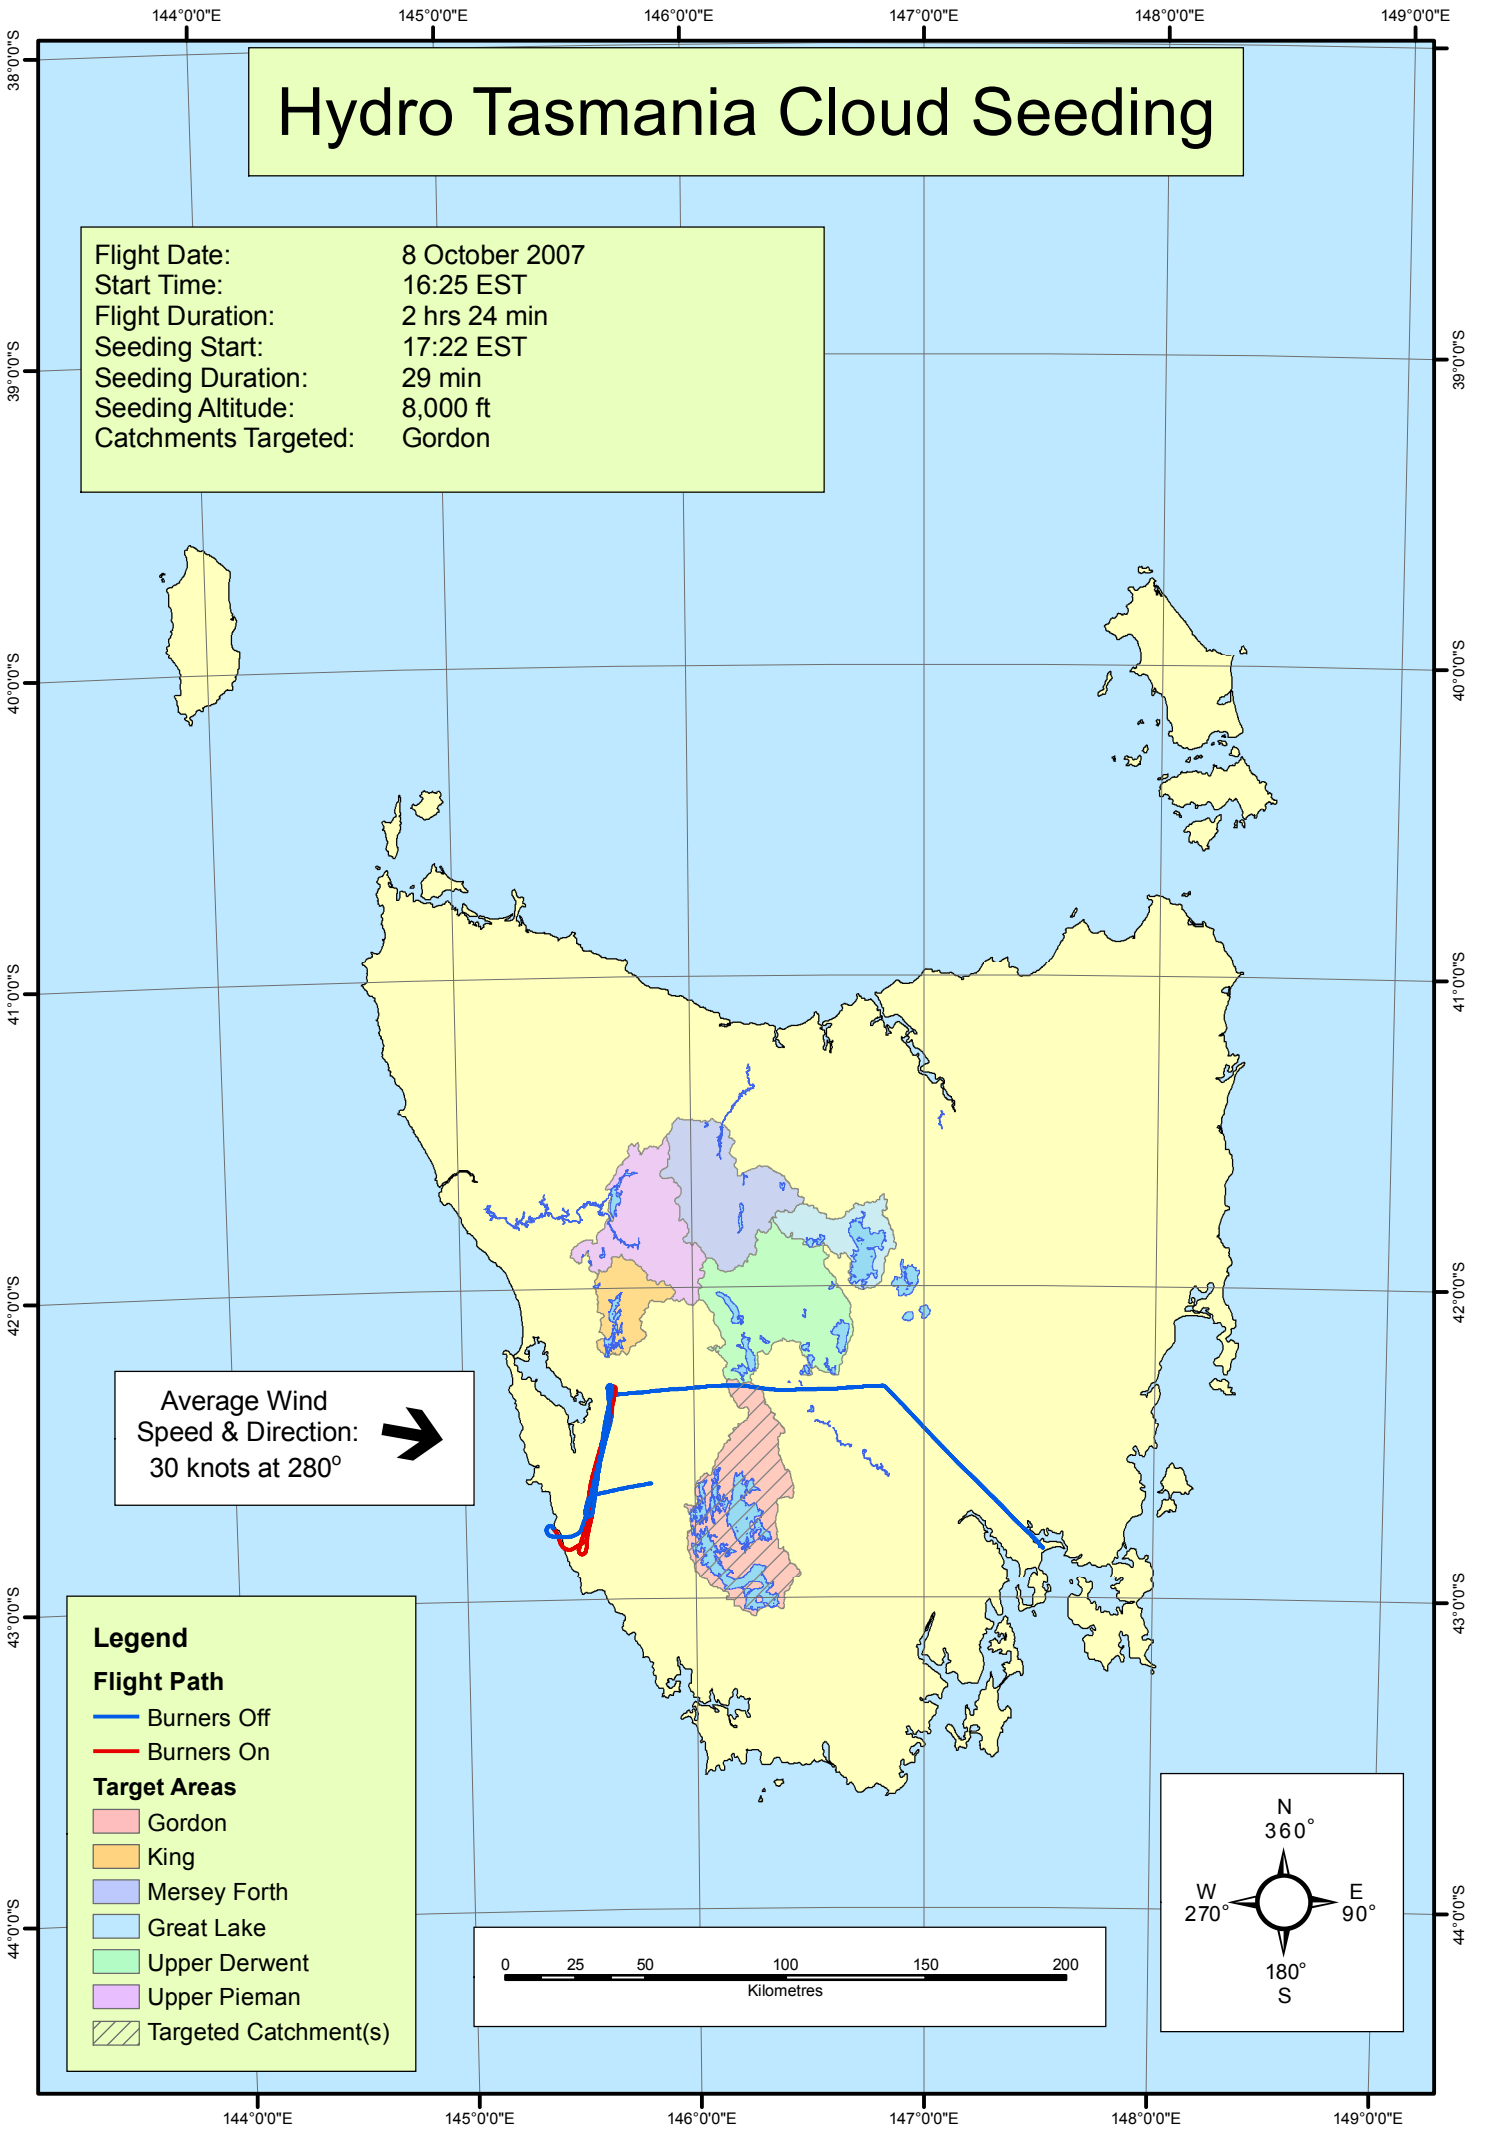 144°0'0"E 145°0'0"E 146°0'0"E 147°0'0"E 148°0'0"E 149°0'0"E
Hydro Tasmania Cloud Seeding
Flight Date: 8 October 2007
Start Time: 16:25 EST
Flight Duration: 2 hrs 24 min
Seeding Start: 17:22 EST
Seeding Duration: 29 min
Seeding Altitude: 8,000 ft
Catchments Targeted: Gordon
38°0'0"S
39°0'0"S
40°0'0"S
41°0'0"S
42°0'0"S
43°0'0"S
44°0'0"S
39°0'0"S
40°0'0"S
41°0'0"S
42°0'0"S
43°0'0"S
44°0'0"S
Average Wind
Speed & Direction:
30 knots at 280°
Legend
Flight Path
Burners Off
Burners On
Target Areas
Gordon
King
Mersey Forth
Great Lake
Upper Derwent
Upper Pieman
Targeted Catchment(s)
0 25 50 100 150 200
Kilometres
N
360°
W
270°
E
90°
180°
S
144°0'0"E 145°0'0"E 146°0'0"E 147°0'0"E 148°0'0"E 149°0'0"E